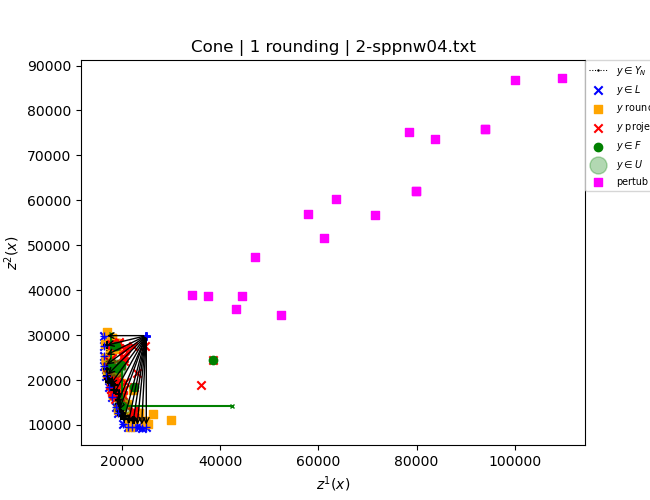 Cone | 1 rounding | 2-sppnw04.txt
90000
80000
70000
60000
50000
40000
30000
20000
10000
z²(x)
20000 40000 60000 80000 100000
z¹(x)
y ∈ Y_N
y ∈ L
y round
y proje
y ∈ F
y ∈ U
pertub